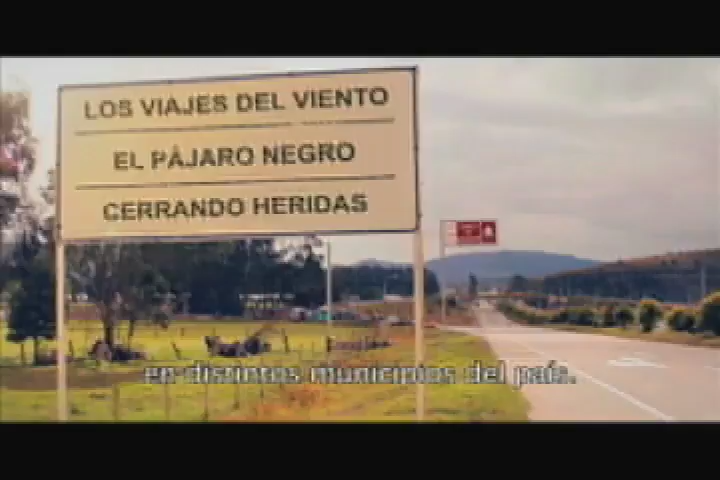 LOS VIAJES DEL VIENTO
EL PÁJARO NEGRO
CERRANDO HERIDAS
en distintos municipios del país.